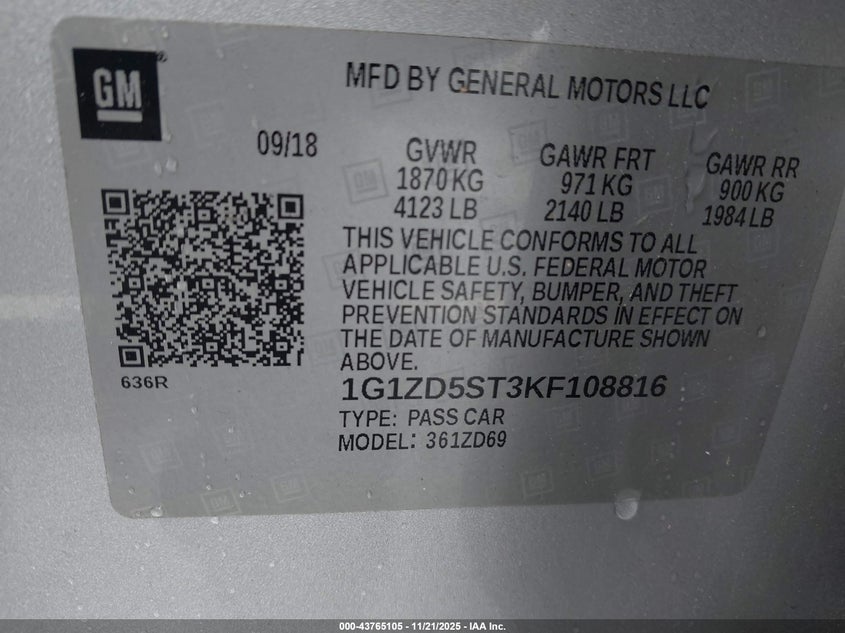 GM
MFD BY GENERAL MOTORS LLC
09/18
GVWR GAWR FRT GAWR RR
1870 KG 971 KG 900 KG
4123 LB 2140 LB 1984 LB
THIS VEHICLE CONFORMS TO ALL
APPLICABLE U.S. FEDERAL MOTOR
VEHICLE SAFETY, BUMPER, AND THEFT
PREVENTION STANDARDS IN EFFECT ON
THE DATE OF MANUFACTURE SHOWN
ABOVE.
636R
1G1ZD5ST3KF108816
TYPE: PASS CAR
MODEL: 361ZD69
000-43765105 - 11/21/2025 - IAA Inc.